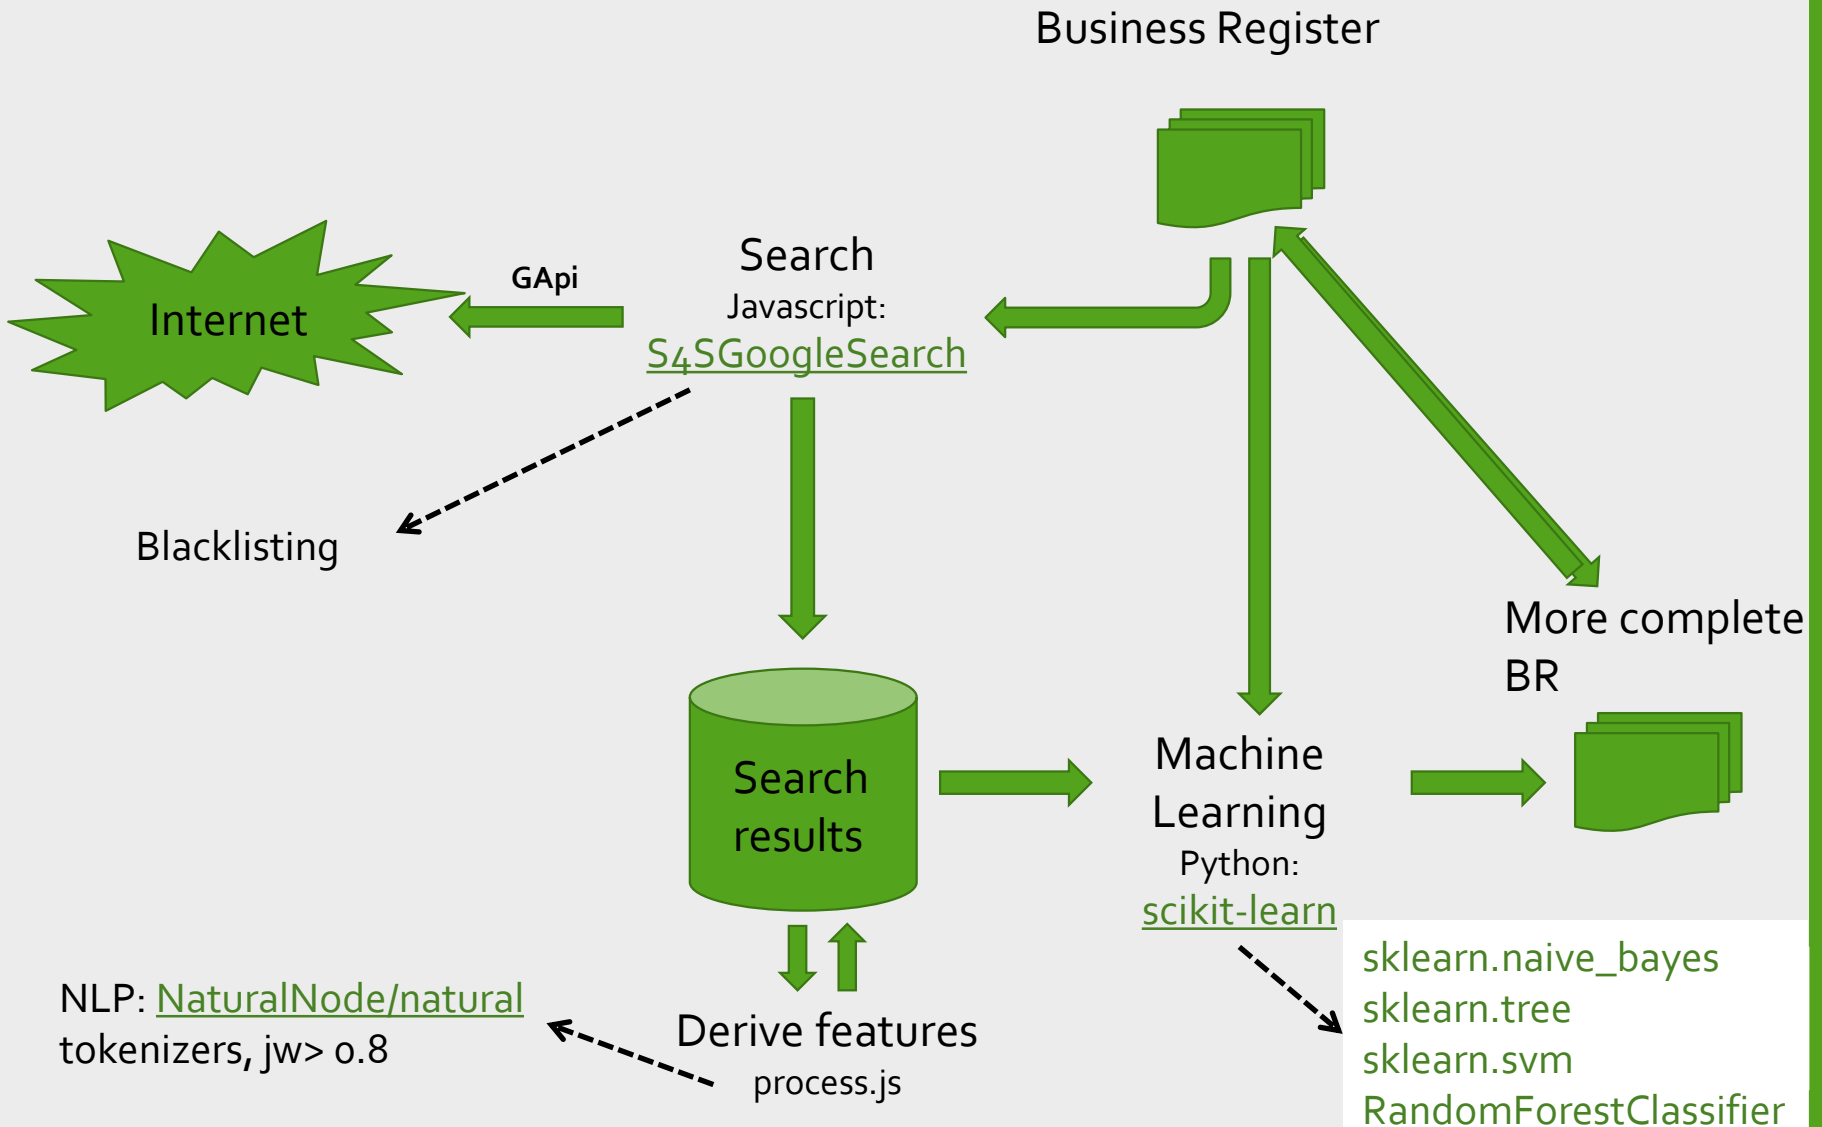 Business Register
Search
Javascript:
S4SGoogleSearch
GApi
Internet
Blacklisting
More complete
BR
Search
results
Machine
Learning
Python:
scikit-learn
sklearn.naive_bayes
sklearn.tree
sklearn.svm
RandomForestClassifier
Derive features
process.js
NLP: NaturalNode/natural
tokenizers, jw> 0.8